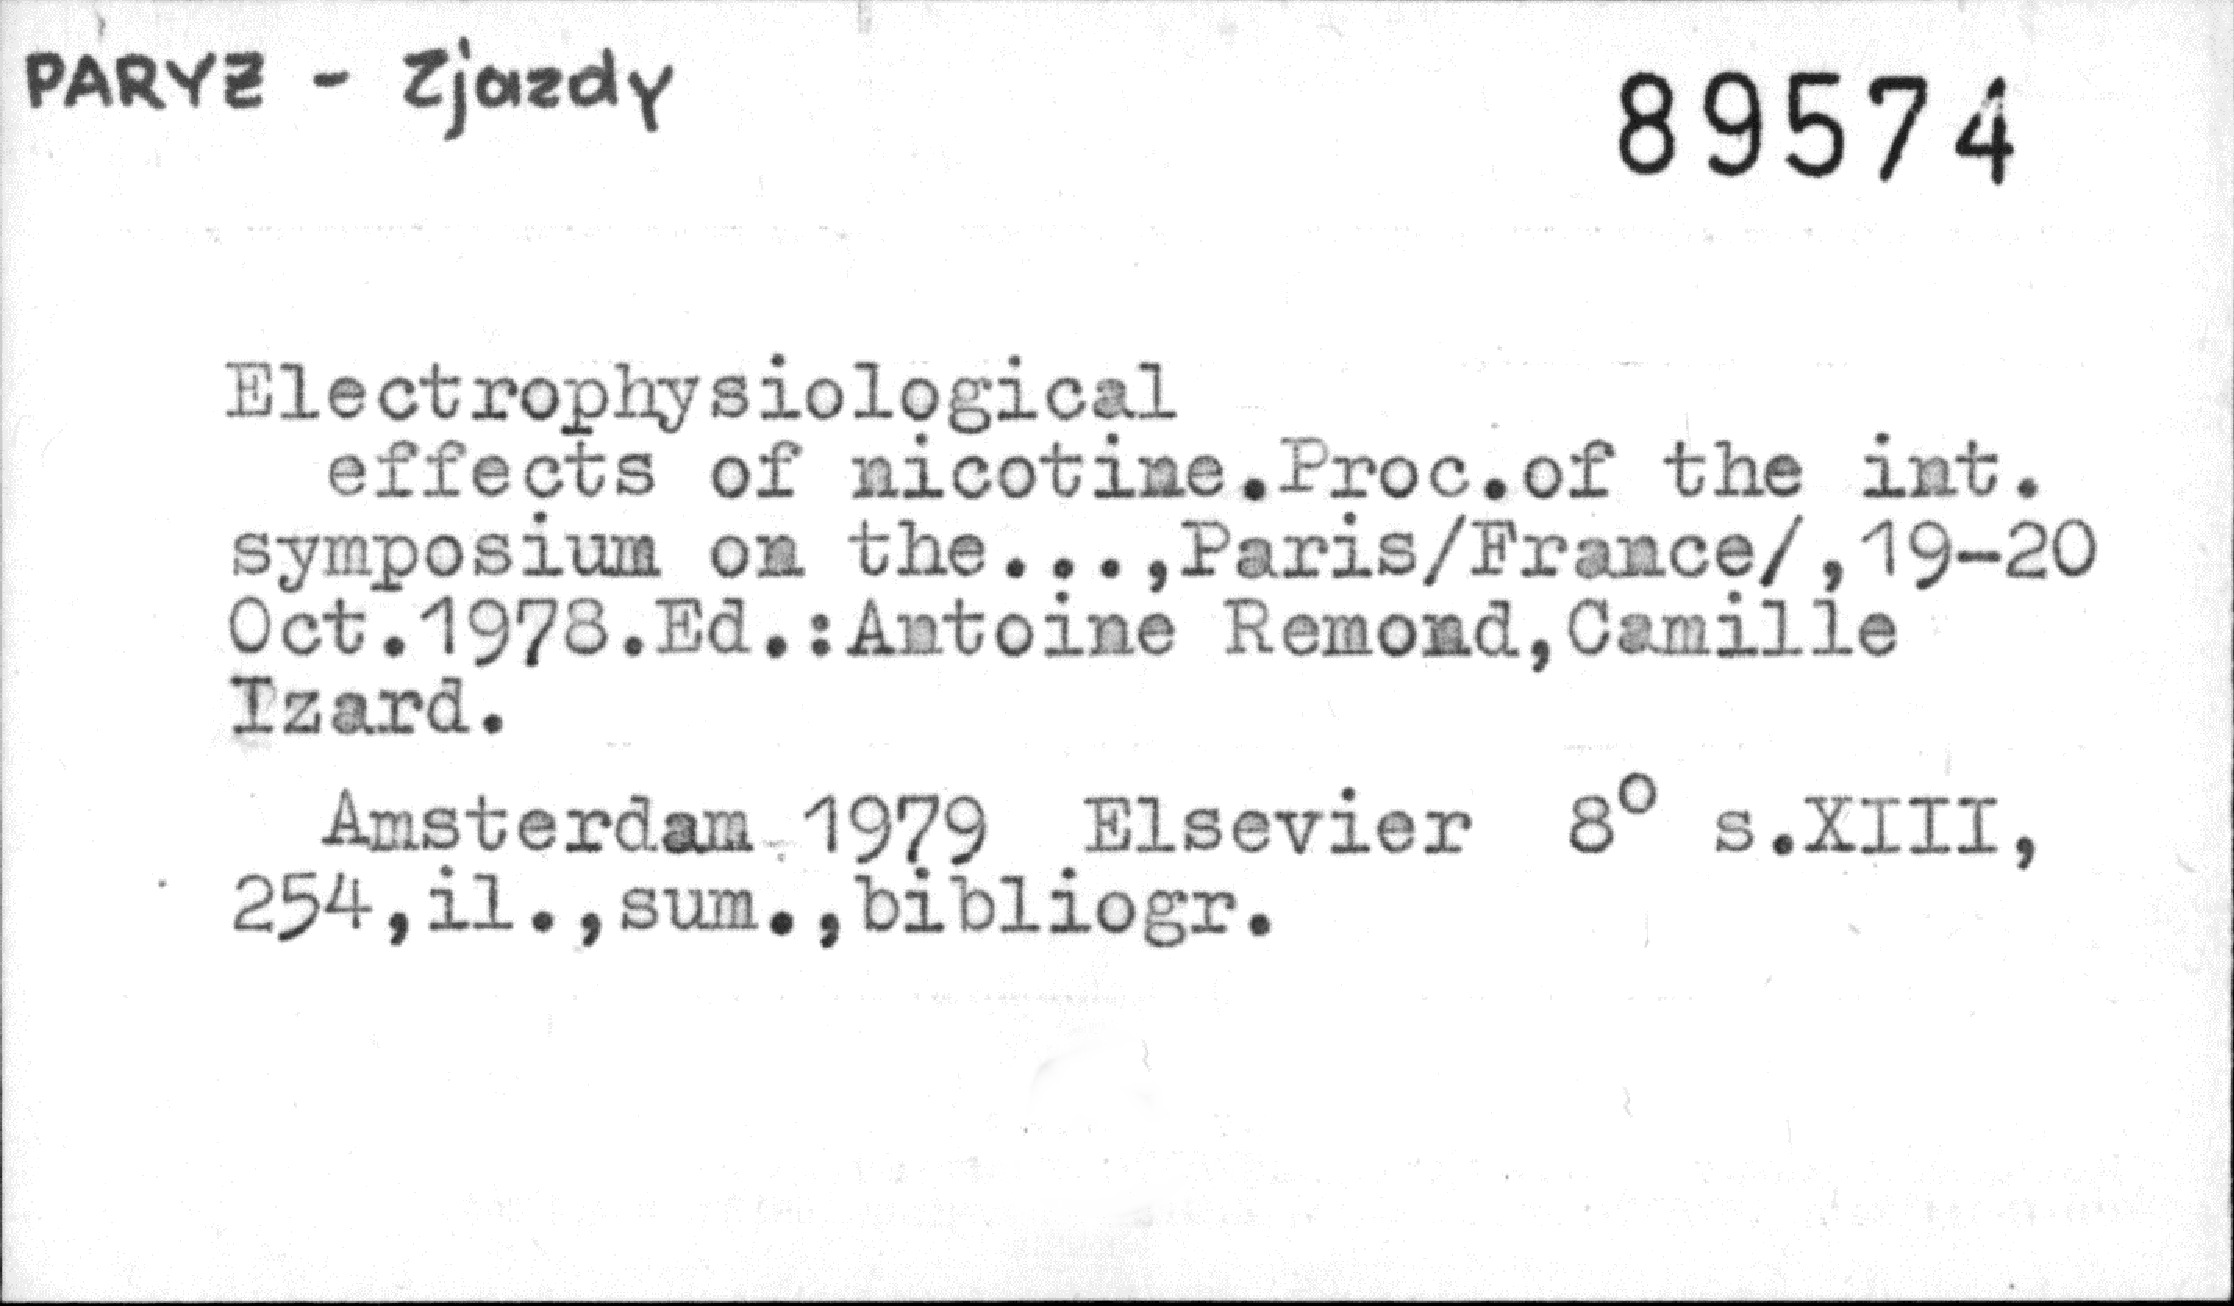 PARYŻ - Zjazdy
89574
Electrophysiological
effects of nicotine.Proc.of the int.
symposium on the...,Paris/France/,19-20
Oct.1978.Ed.:Antoine Remond,Camille
Izard.
Amsterdam 1979 Elsevier 8° s.XIII,
254,il.,sum.,bibliogr.